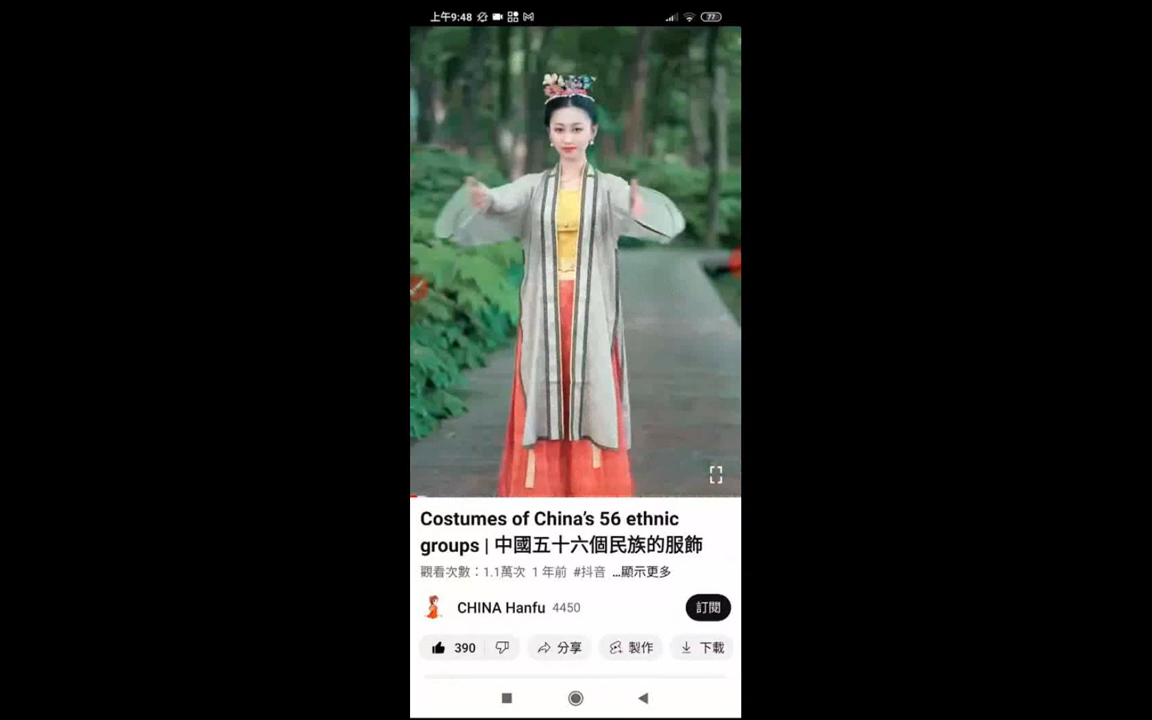 上午9:48
77
Costumes of China’s 56 ethnic
groups | 中國五十六個民族的服飾
觀看次數：1.1萬次 1 年前 #抖音 ...顯示更多
CHINA Hanfu 4450
訂閱
390
分享
製作
下載